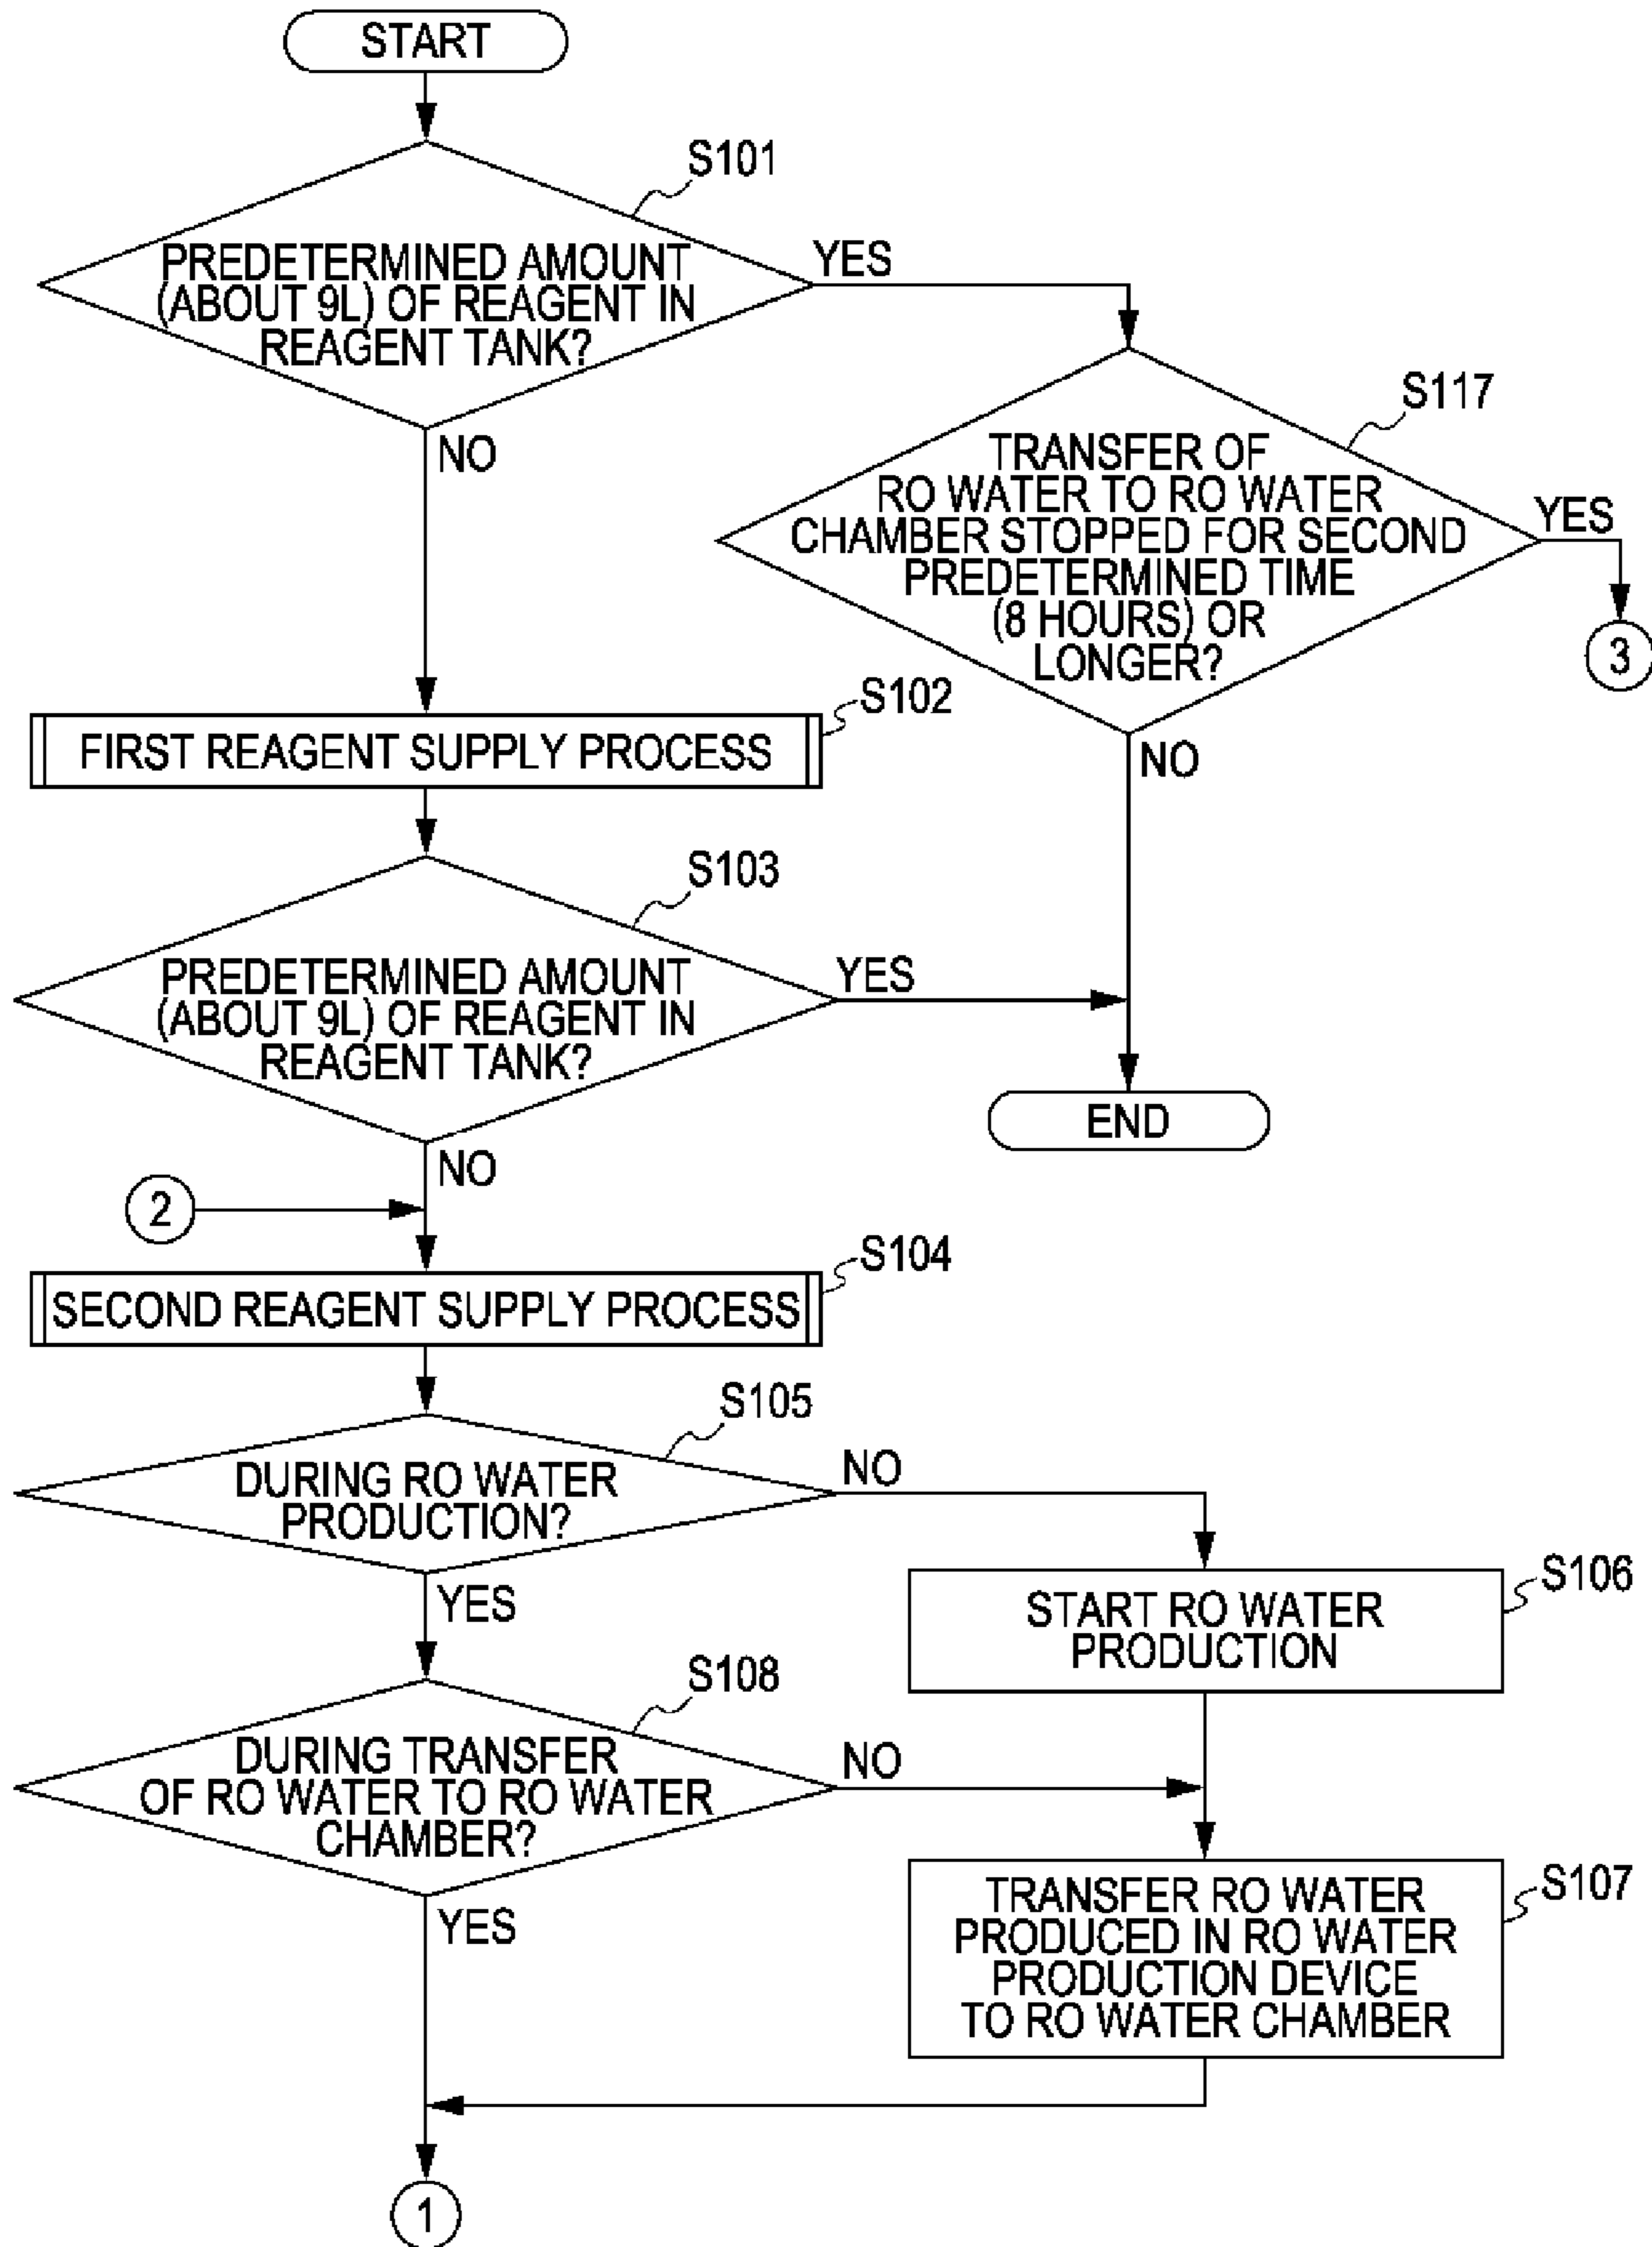 START
S101
PREDETERMINED AMOUNT
(ABOUT 9L) OF REAGENT IN
REAGENT TANK?
YES
NO
S117
TRANSFER OF
RO WATER TO RO WATER
CHAMBER STOPPED FOR SECOND
PREDETERMINED TIME
(8 HOURS) OR
LONGER?
YES
3
NO
S102
FIRST REAGENT SUPPLY PROCESS
S103
PREDETERMINED AMOUNT
(ABOUT 9L) OF REAGENT IN
REAGENT TANK?
YES
END
NO
2
S104
SECOND REAGENT SUPPLY PROCESS
S105
DURING RO WATER
PRODUCTION?
NO
YES
S106
START RO WATER
PRODUCTION
S108
DURING TRANSFER
OF RO WATER TO RO WATER
CHAMBER?
NO
YES
S107
TRANSFER RO WATER
PRODUCED IN RO WATER
PRODUCTION DEVICE
TO RO WATER CHAMBER
1